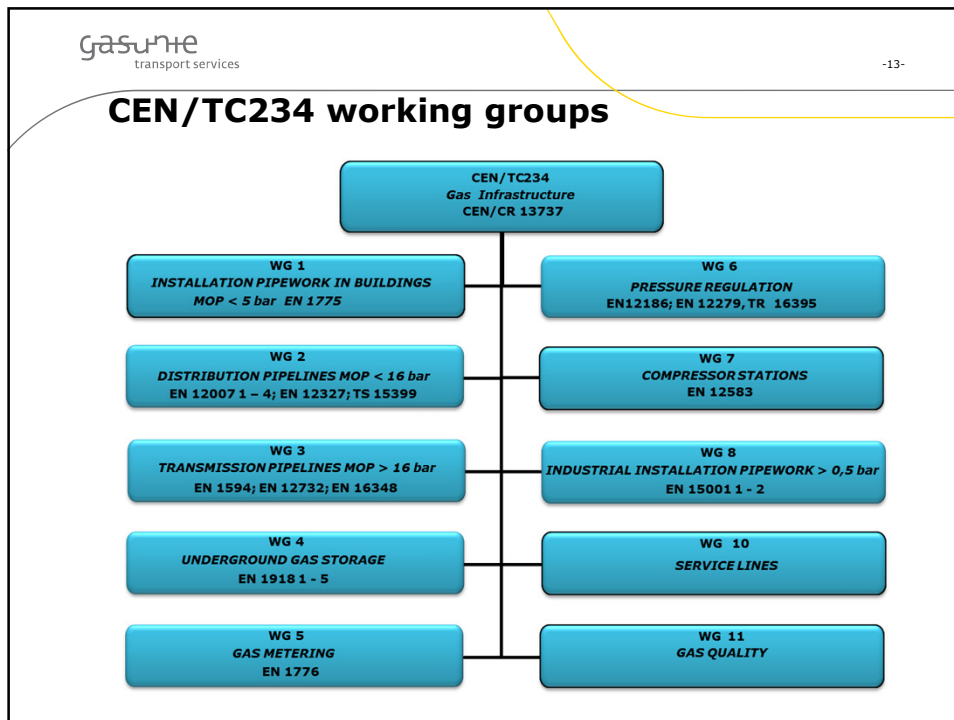 gasunie
transport services
-13-
CEN/TC234 working groups
CEN/TC234
Gas Infrastructure
CEN/CR 13737
WG 1
INSTALLATION PIPEWORK IN BUILDINGS
MOP < 5 bar EN 1775
WG 6
PRESSURE REGULATION
EN12186; EN 12279, TR 16395
WG 2
DISTRIBUTION PIPELINES MOP < 16 bar
EN 12007 1 – 4; EN 12327; TS 15399
WG 7
COMPRESSOR STATIONS
EN 12583
WG 3
TRANSMISSION PIPELINES MOP > 16 bar
EN 1594; EN 12732; EN 16348
WG 8
INDUSTRIAL INSTALLATION PIPEWORK > 0,5 bar
EN 15001 1 - 2
WG 4
UNDERGROUND GAS STORAGE
EN 1918 1 - 5
WG 10
SERVICE LINES
WG 5
GAS METERING
EN 1776
WG 11
GAS QUALITY